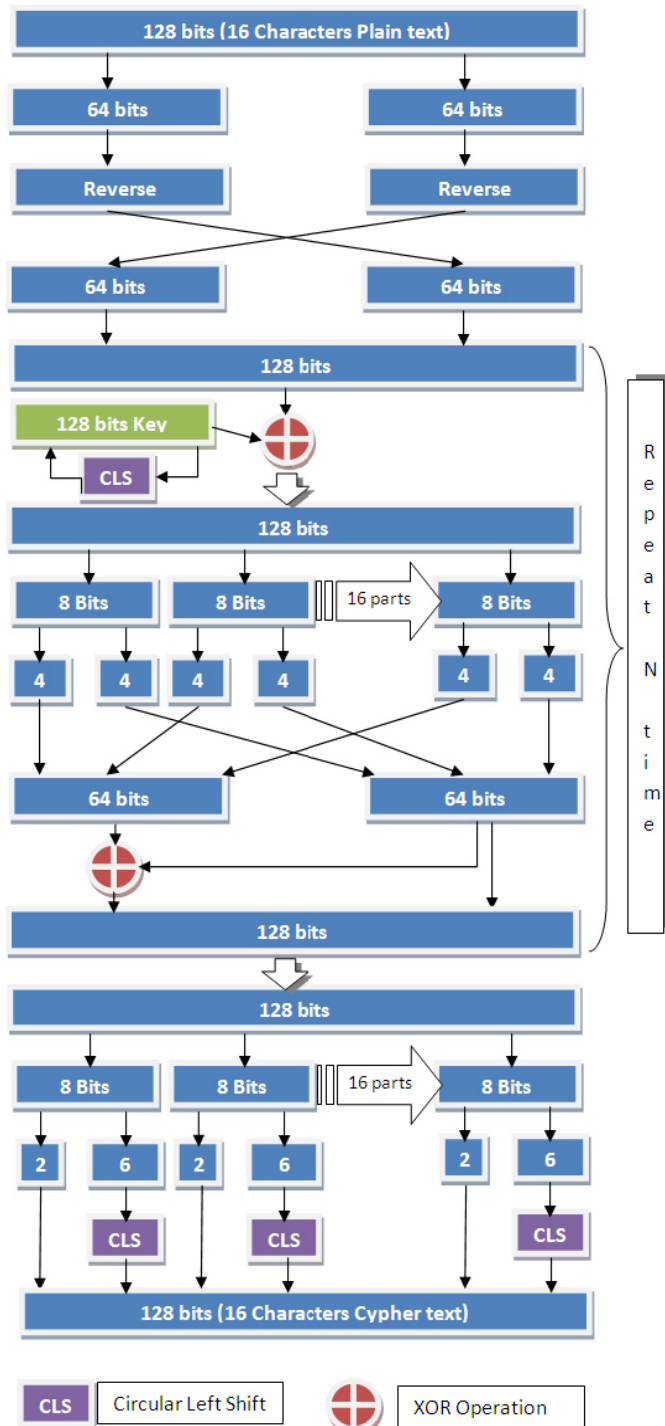 128 bits (16 Characters Plain text)
64 bits 64 bits
Reverse Reverse
64 bits 64 bits
128 bits
128 bits Key
CLS
128 bits
8 Bits 8 Bits 16 parts 8 Bits
4 4 4 4 4 4
64 bits 64 bits
128 bits
Repeat N time
128 bits
8 Bits 8 Bits 16 parts 8 Bits
2 6 2 6 2 6
CLS CLS CLS
128 bits (16 Characters Cypher text)
CLS Circular Left Shift XOR Operation